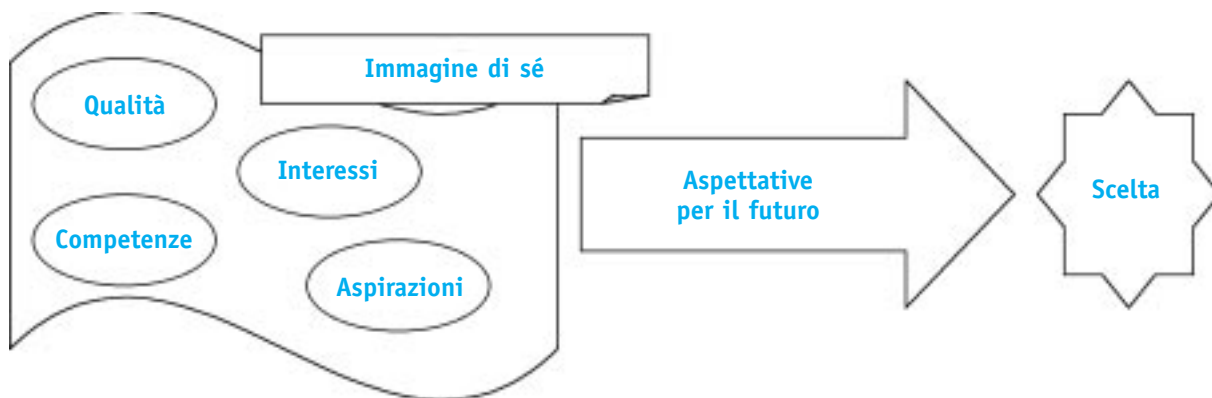 Immagine di sé
Qualità
Interessi
Competenze
Aspirazioni
Aspettative
per il futuro
Scelta